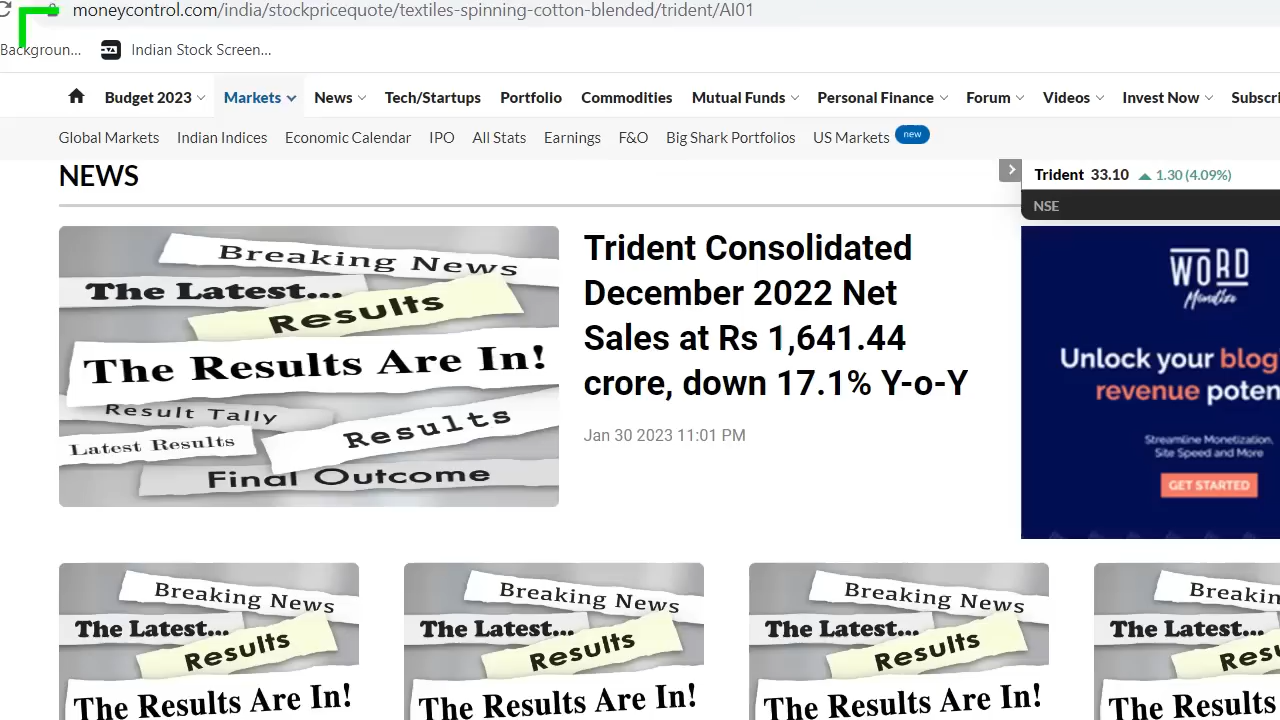 moneycontrol.com/india/stockpricequote/textiles-spinning-cotton-blended/trident/AI01
Backgroun... Indian Stock Screen...
Budget 2023 Markets News Tech/Startups Portfolio Commodities Mutual Funds Personal Finance Forum Videos Invest Now Subscri
Global Markets Indian Indices Economic Calendar IPO All Stats Earnings F&O Big Shark Portfolios US Markets new
NEWS
Trident 33.10 1.30 (4.09%)
NSE
Breaking News
The Latest...
Results
The Results Are In!
Result Tally
Results
Latest Results
Final Outcome
Trident Consolidated
December 2022 Net
Sales at Rs 1,641.44
crore, down 17.1% Y-o-Y
Jan 30 2023 11:01 PM
WORD
Monetize
Unlock your blog
revenue poten
Streamline Monetization,
Site Speed and More
GET STARTED
Breaking News
The Latest...
Results
The Results Are In!
Breaking News
The Latest...
Results
The Results Are In!
Breaking News
The Latest...
Results
The Results Are In!
Breakin
The Latest...
Resu
The Results